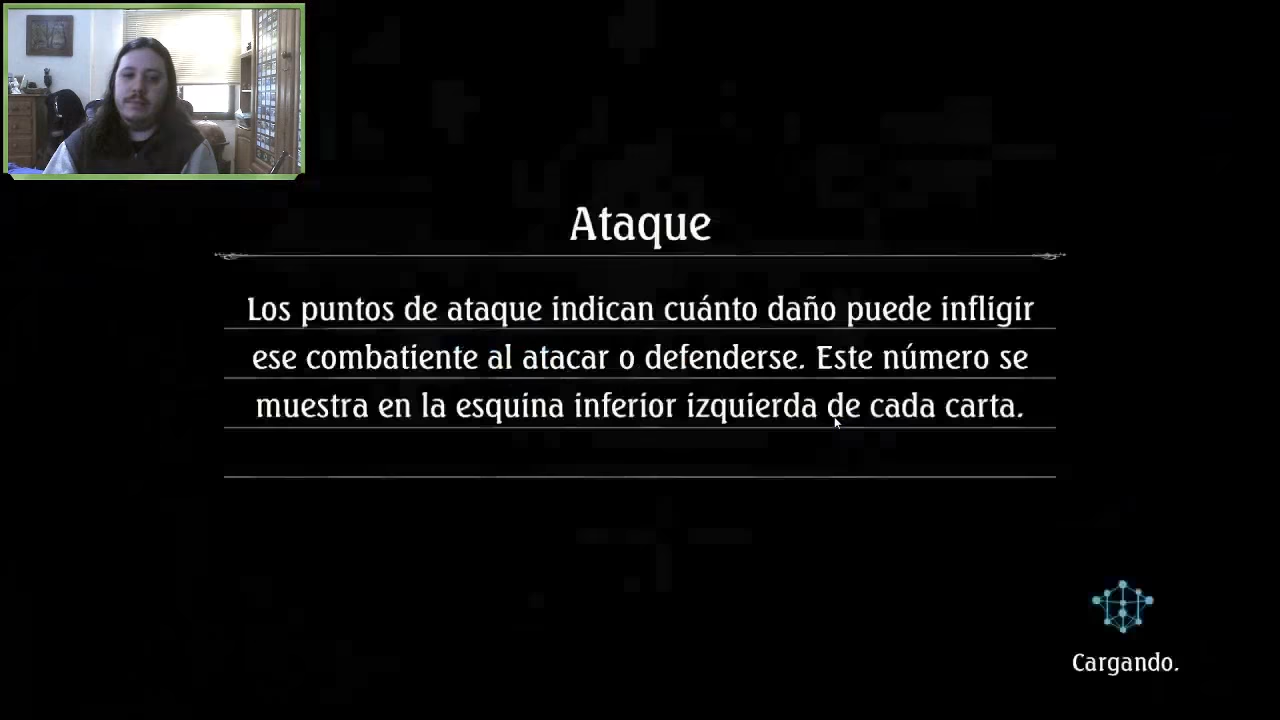 Ataque
Los puntos de ataque indican cuánto daño puede infligir
ese combatiente al atacar o defenderse. Este número se
muestra en la esquina inferior izquierda de cada carta.
Cargando.